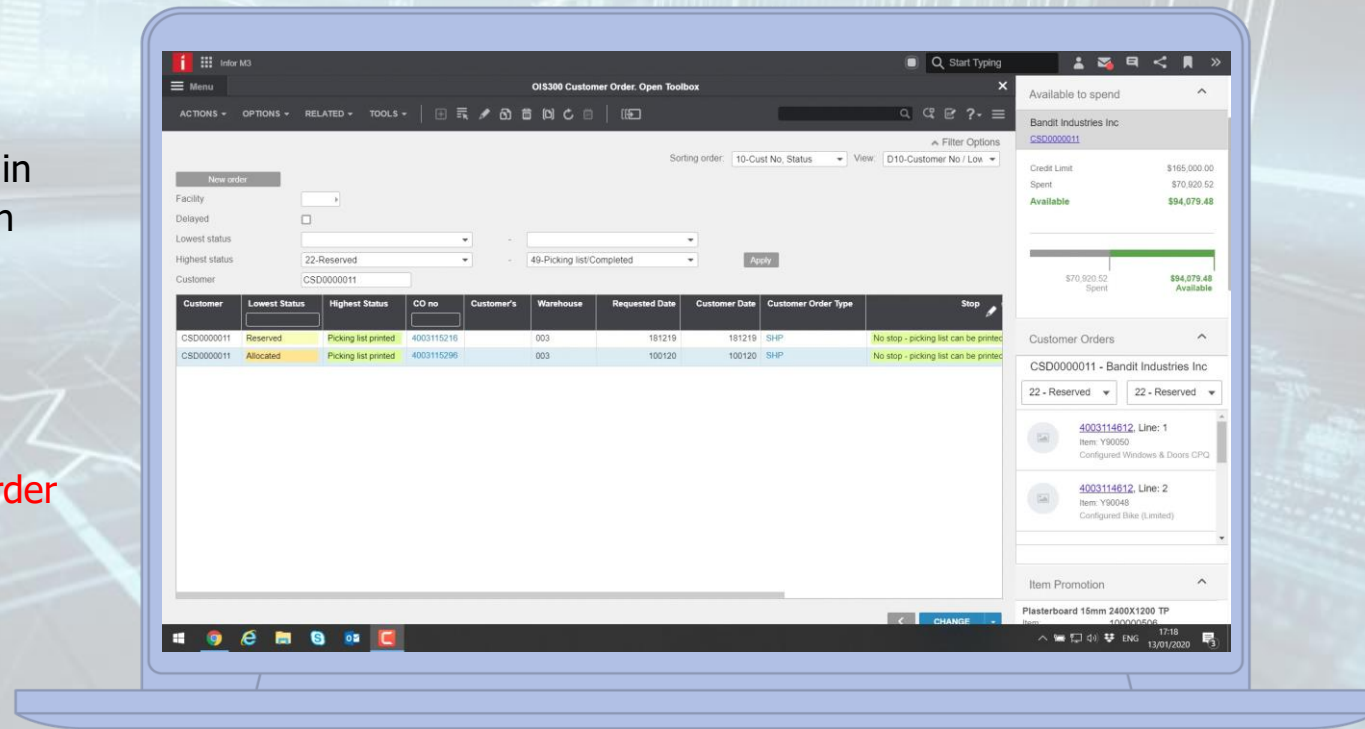 in
n
rder
Infor M3
Start Typing
Menu
OIS300 Customer Order. Open Toolbox
ACTIONS OPTIONS RELATED TOOLS
Filter Options
Sorting order: 10-Cust No, Status View: D10-Customer No / Low
New order
Facility
Delayed
Lowest status -
Highest status 22-Reserved - 49-Picking list/Completed Apply
Customer CSD0000011
Customer Lowest Status Highest Status CO no Customer's Warehouse Requested Date Customer Date Customer Order Type Stop
CSD0000011 Reserved Picking list printed 4003115216 003 181219 181219 SHP No stop - picking list can be printed
CSD0000011 Allocated Picking list printed 4003115296 003 100120 100120 SHP No stop - picking list can be printed
CHANGE
Available to spend
Bandit Industries Inc
CSD0000011
Credit Limit $165,000.00
Spent $70,920.52
Available $94,079.48
$70,920.52 $94,079.48
Spent Available
Customer Orders
CSD0000011 - Bandit Industries Inc
22 - Reserved 22 - Reserved
4003114612, Line: 1
Item: Y90050
Configured Windows & Doors CPQ
4003114612, Line: 2
Item: Y90048
Configured Bike (Limited)
Item Promotion
Plasterboard 15mm 2400X1200 TP
Item: 100000506
ENG 17:18
13/01/2020